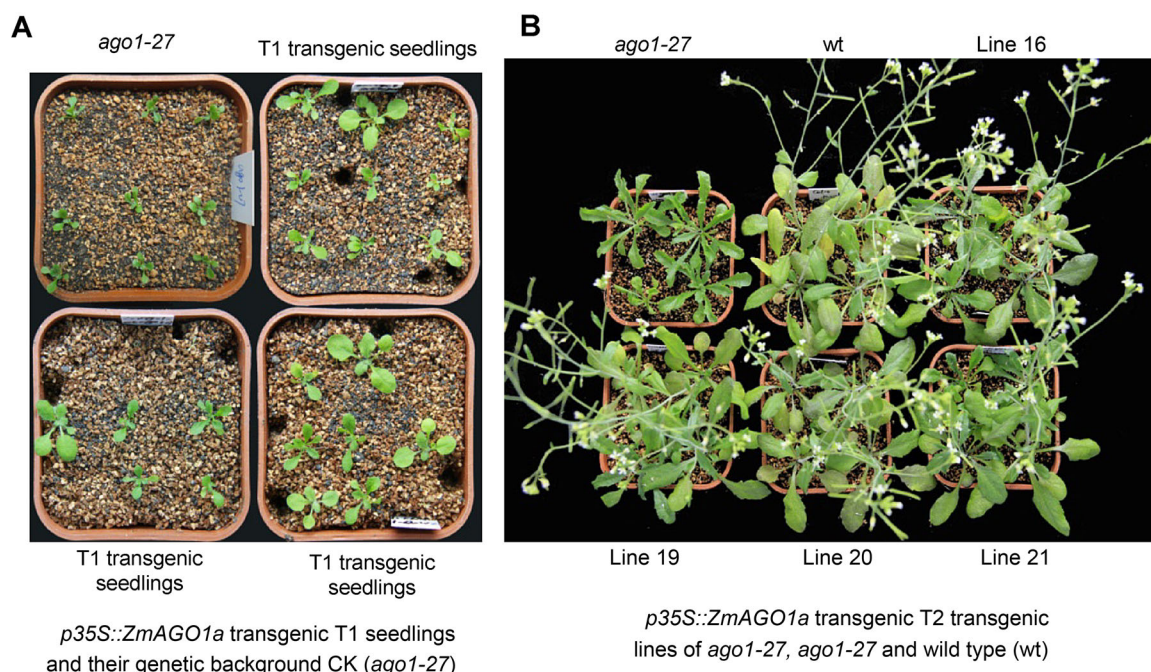 A
ago1-27
T1 transgenic seedlings
T1 transgenic
seedlings
T1 transgenic
seedlings
p35S::ZmAGO1a transgenic T1 seedlings
and their genetic background CK (ago1-27)
B
ago1-27
wt
Line 16
Line 19
Line 20
Line 21
p35S::ZmAGO1a transgenic T2 transgenic
lines of ago1-27, ago1-27 and wild type (wt)